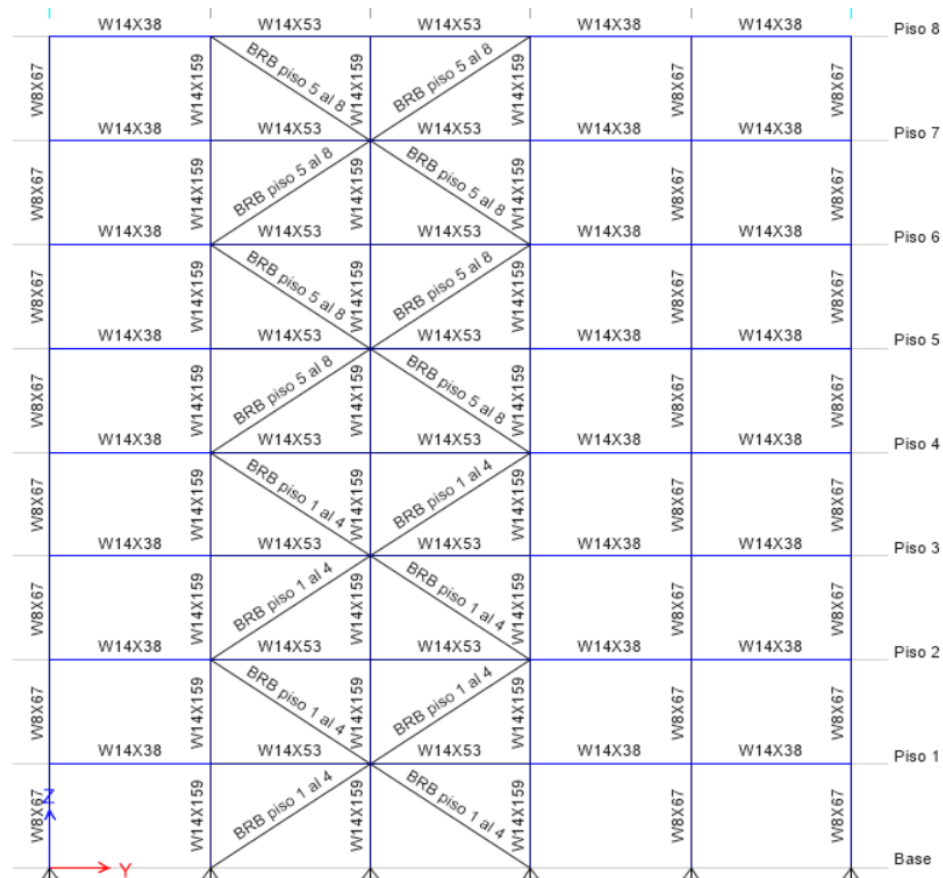 W14X38 W14X53 W14X53 W14X38 W14X38 Piso 8
W8X67 W14X159 BRB piso 5 al 8 W14X159 BRB piso 5 al 8 W14X159 W8X67 W8X67
W14X38 W14X53 W14X53 W14X38 W14X38 Piso 7
W8X67 W14X159 BRB piso 5 al 8 W14X159 BRB piso 5 al 8 W14X159 W8X67 W8X67
W14X38 W14X53 W14X53 W14X38 W14X38 Piso 6
W8X67 W14X159 BRB piso 5 al 8 W14X159 BRB piso 5 al 8 W14X159 W8X67 W8X67
W14X38 W14X53 W14X53 W14X38 W14X38 Piso 5
W8X67 W14X159 BRB piso 5 al 8 W14X159 BRB piso 5 al 8 W14X159 W8X67 W8X67
W14X38 W14X53 W14X53 W14X38 W14X38 Piso 4
W8X67 W14X159 BRB piso 1 al 4 W14X159 BRB piso 1 al 4 W14X159 W8X67 W8X67
W14X38 W14X53 W14X53 W14X38 W14X38 Piso 3
W8X67 W14X159 BRB piso 1 al 4 W14X159 BRB piso 1 al 4 W14X159 W8X67 W8X67
W14X38 W14X53 W14X53 W14X38 W14X38 Piso 2
W8X67 W14X159 BRB piso 1 al 4 W14X159 BRB piso 1 al 4 W14X159 W8X67 W8X67
W14X38 W14X53 W14X53 W14X38 W14X38 Piso 1
W8X67 W14X159 BRB piso 1 al 4 W14X159 BRB piso 1 al 4 W14X159 W8X67 W8X67
Z
Y
Base